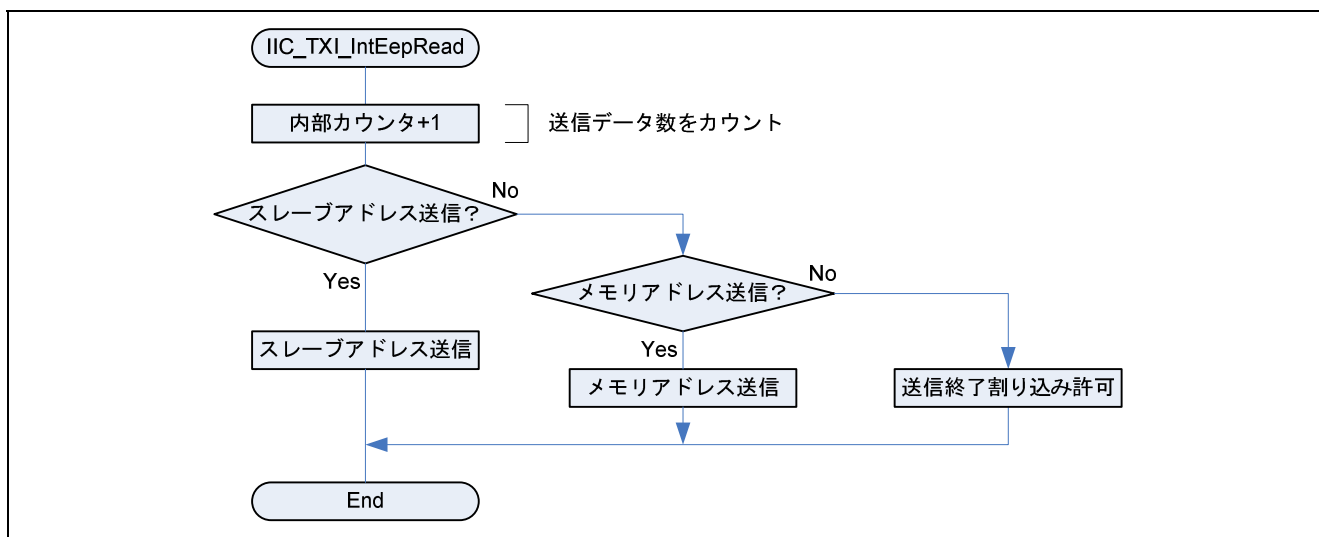 IIC_TXI_IntEepRead
内部カウンタ+1
送信データ数をカウント
スレーブアドレス送信？
No
Yes
メモリアドレス送信？
No
Yes
スレーブアドレス送信
メモリアドレス送信
送信終了割り込み許可
End